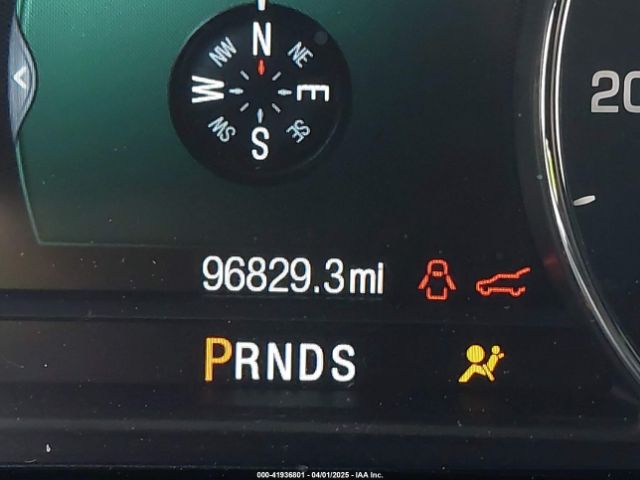 N
NW NE
W E
SW SE
S
20
96829.3mi
PRNDS
000-41936801 - 04/01/2025 - IAA Inc.